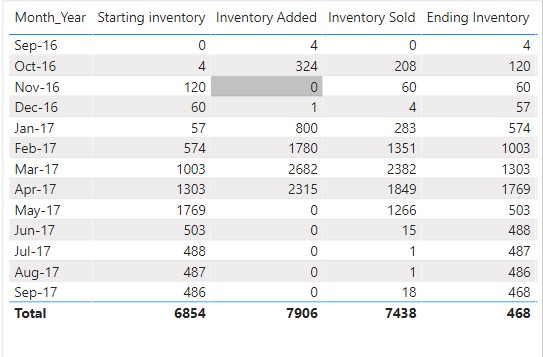 Month_Year Starting inventory Inventory Added Inventory Sold Ending Inventory
Sep-16 0 4 0 4
Oct-16 4 324 208 120
Nov-16 120 0 60 60
Dec-16 60 1 4 57
Jan-17 57 800 283 574
Feb-17 574 1780 1351 1003
Mar-17 1003 2682 2382 1303
Apr-17 1303 2315 1849 1769
May-17 1769 0 1266 503
Jun-17 503 0 15 488
Jul-17 488 0 1 487
Aug-17 487 0 1 486
Sep-17 486 0 18 468
Total 6854 7906 7438 468